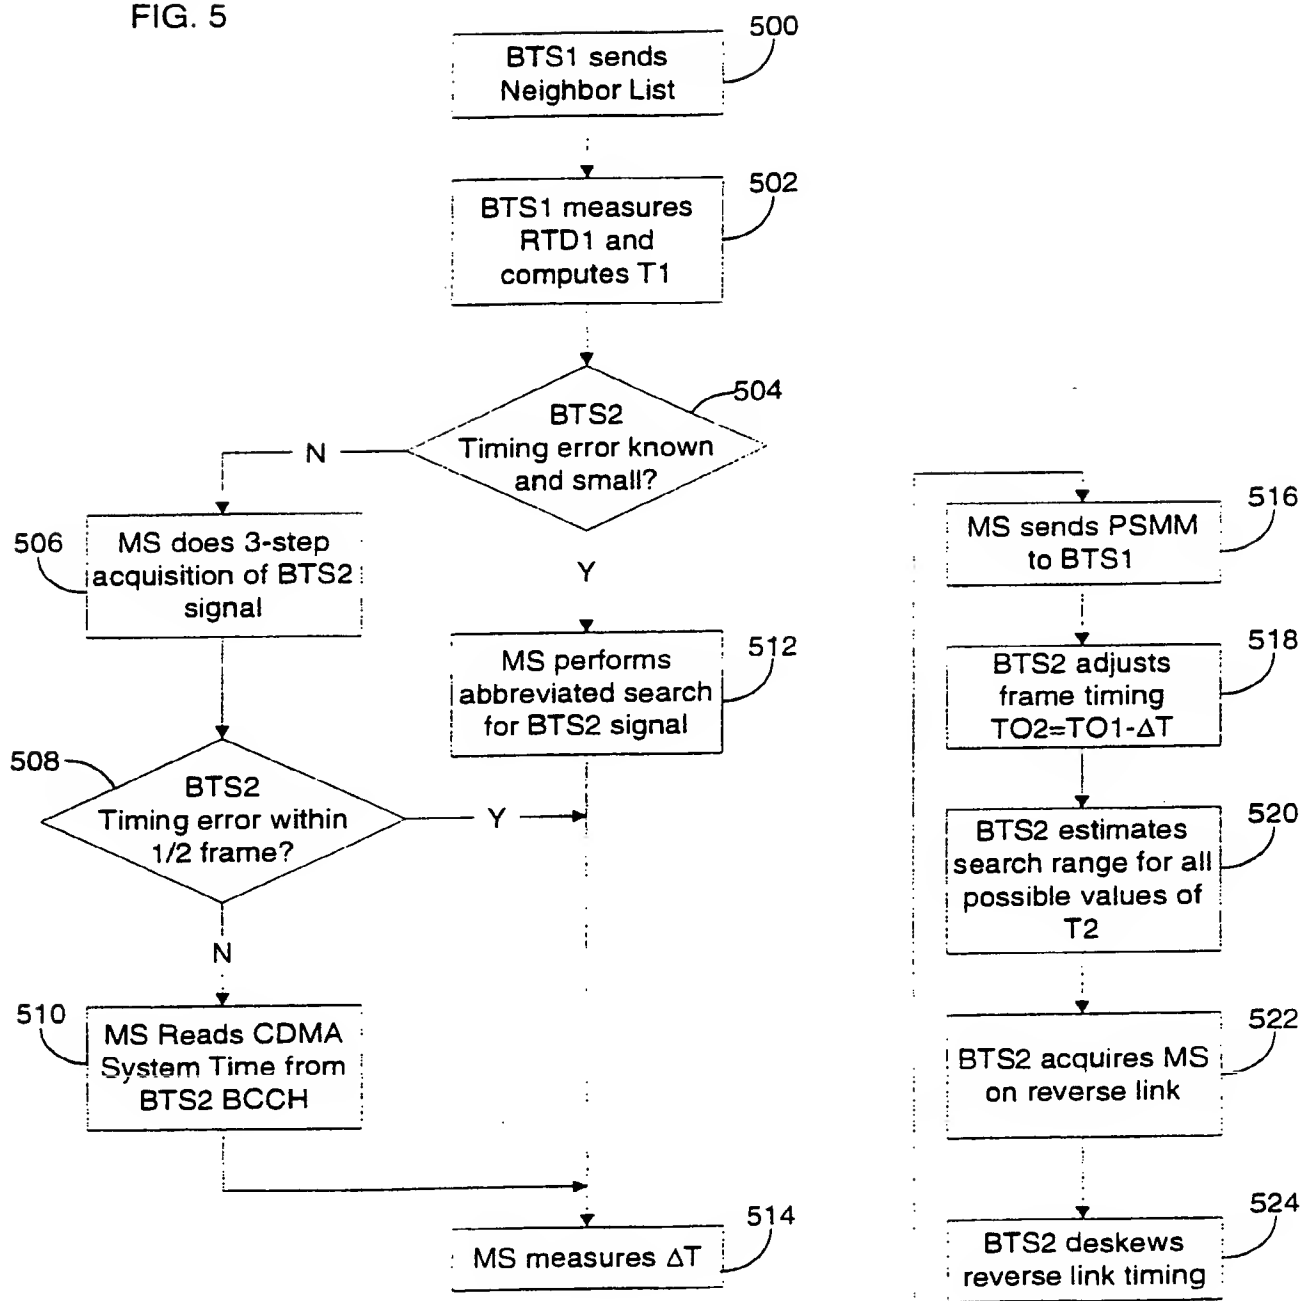 FIG. 5
500
BTS1 sends
Neighbor List
502
BTS1 measures
RTD1 and
computes T1
504
BTS2
Timing error known
and small?
N
Y
506
MS does 3-step
acquisition of BTS2
signal
512
MS performs
abbreviated search
for BTS2 signal
508
BTS2
Timing error within
1/2 frame?
Y
N
510
MS Reads CDMA
System Time from
BTS2 BCCH
514
MS measures ΔT
516
MS sends PSMM
to BTS1
518
BTS2 adjusts
frame timing
TO2=TO1-ΔT
520
BTS2 estimates
search range for all
possible values of
T2
522
BTS2 acquires MS
on reverse link
524
BTS2 deskews
reverse link timing